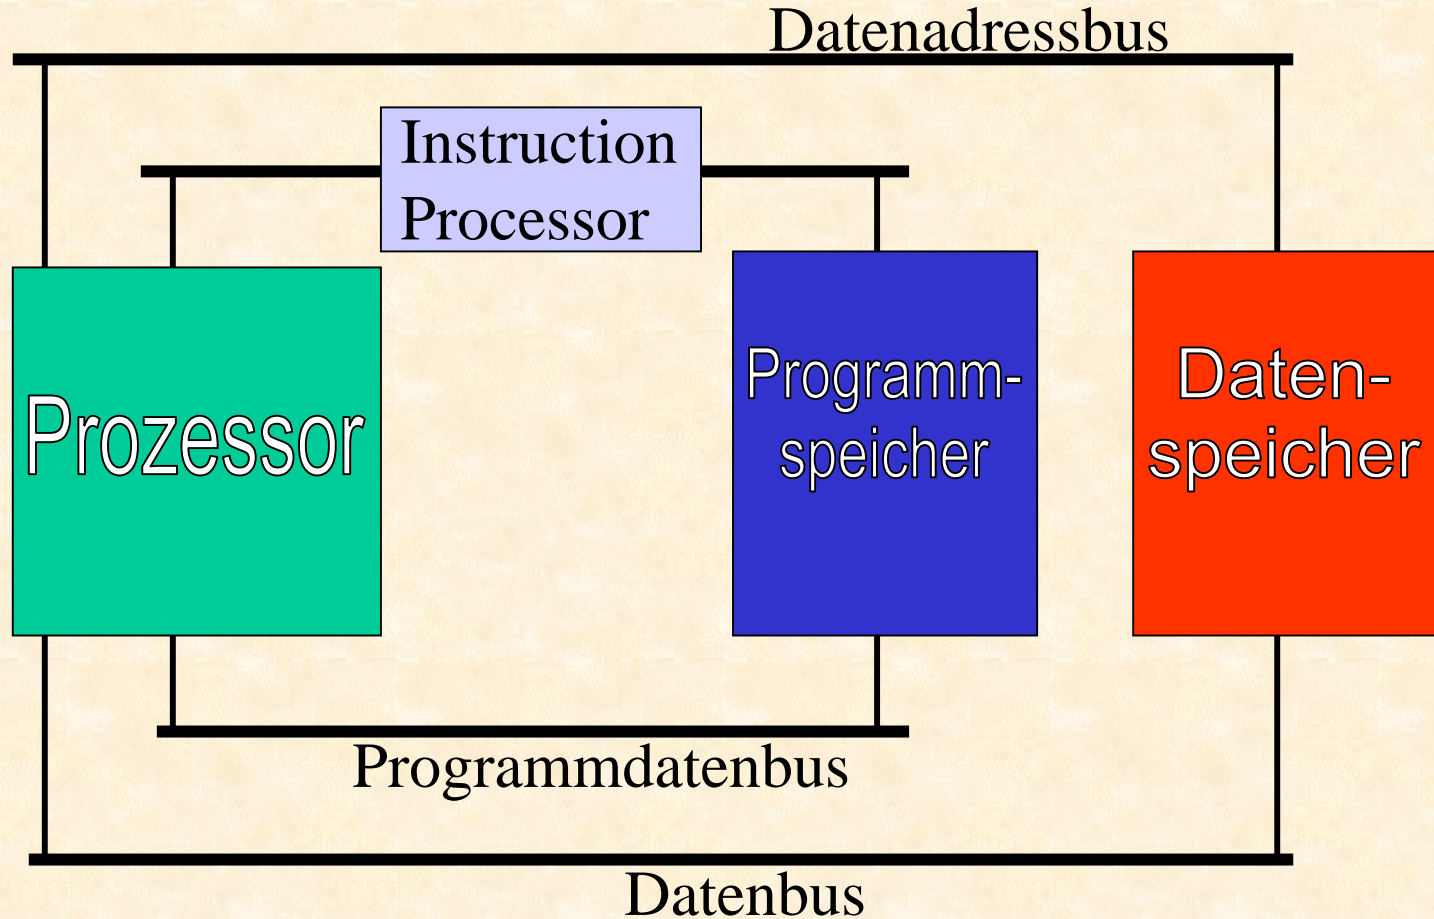 Datenadressbus
Instruction
Processor
Prozessor
Programm-
speicher
Daten-
speicher
Programmdatenbus
Datenbus